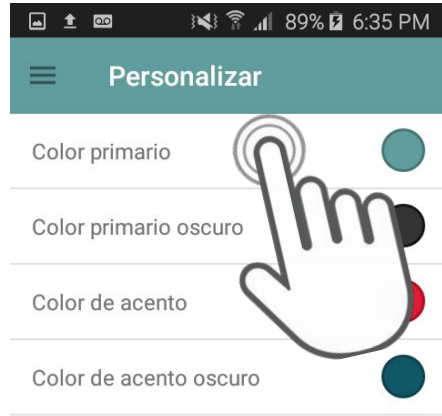 89% 6:35 PM
Personalizar
Color primario
Color primario oscuro
Color de acento
Color de acento oscuro